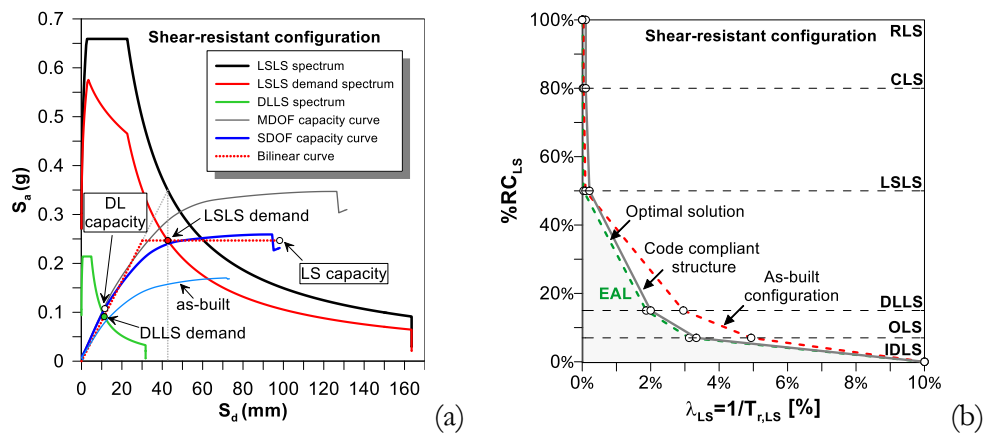 Shear-resistant configuration
LSLS spectrum
LSLS demand spectrum
DLLS spectrum
MDOF capacity curve
SDOF capacity curve
Bilinear curve
DL
capacity
LSLS demand
LS capacity
as-built
DLLS demand
0.7
0.6
0.5
0.4
0.3
0.2
0.1
0
Sa (g)
0 20 40 60 80 100 120 140 160
Sd (mm)
(a)
Shear-resistant configuration
RLS
CLS
LSLS
DLLS
OLS
IDLS
Optimal solution
Code compliant
structure
As-built
configuration
EAL
100%
80%
60%
40%
20%
0%
%RCLS
0% 2% 4% 6% 8% 10%
λLS=1/Tr,LS [%]
(b)